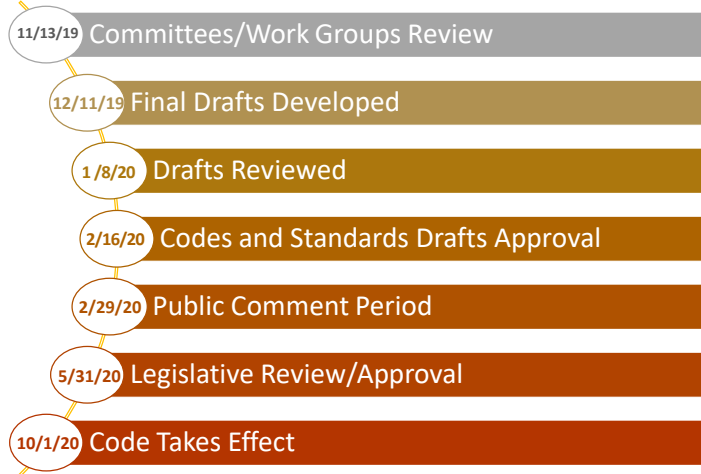 11/13/19 Committees/Work Groups Review
12/11/19 Final Drafts Developed
1 /8/20 Drafts Reviewed
2/16/20 Codes and Standards Drafts Approval
2/29/20 Public Comment Period
5/31/20 Legislative Review/Approval
10/1/20 Code Takes Effect